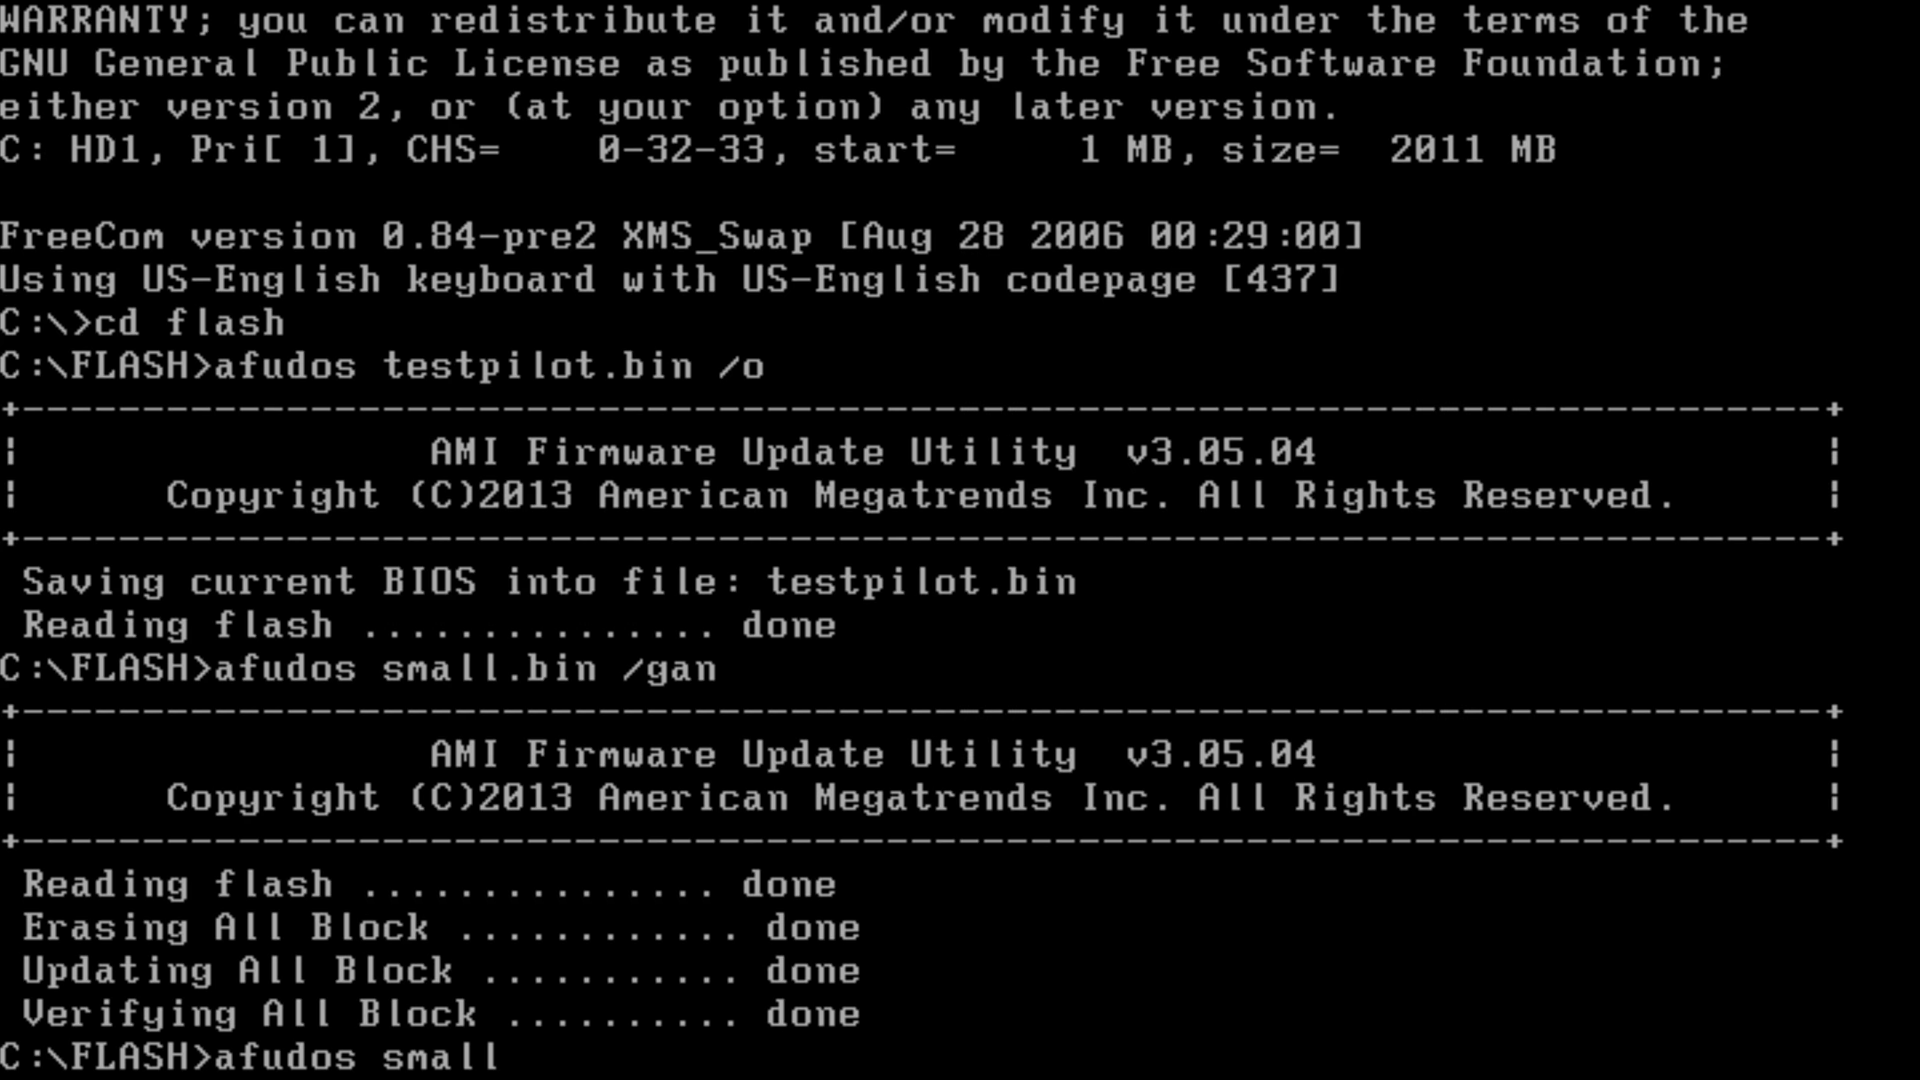 WARRANTY; you can redistribute it and/or modify it under the terms of the
GNU General Public License as published by the Free Software Foundation;
either version 2, or (at your option) any later version.
C: HD1, Pri[ 1], CHS=    0-32-33, start=     1 MB, size=  2011 MB

FreeCom version 0.84-pre2 XMS_Swap [Aug 28 2006 00:29:00]
Using US-English keyboard with US-English codepage [437]
C:\>cd flash
C:\FLASH>afudos testpilot.bin /o
+---------------------------------------------------------------------------+
|                 AMI Firmware Update Utility  v3.05.04                     |
|      Copyright (C)2013 American Megatrends Inc. All Rights Reserved.      |
+---------------------------------------------------------------------------+
 Saving current BIOS into file: testpilot.bin
 Reading flash ............... done
C:\FLASH>afudos small.bin /gan
+---------------------------------------------------------------------------+
|                 AMI Firmware Update Utility  v3.05.04                     |
|      Copyright (C)2013 American Megatrends Inc. All Rights Reserved.      |
+---------------------------------------------------------------------------+
 Reading flash ............... done
 Erasing All Block ............ done
 Updating All Block ........... done
 Verifying All Block .......... done
C:\FLASH>afudos small